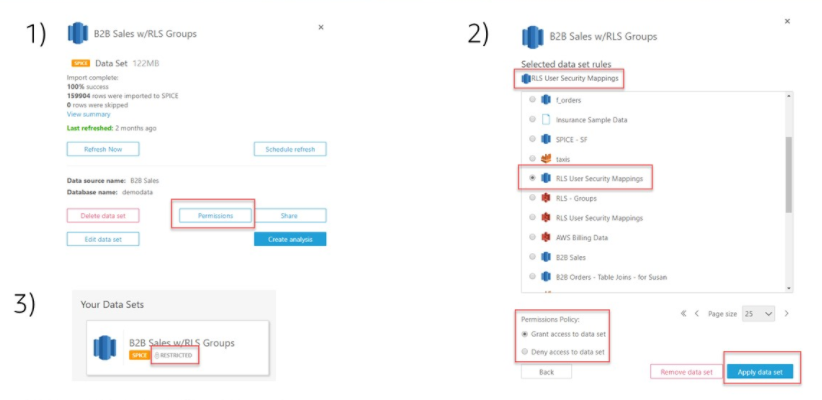 1)
B2B Sales w/RLS Groups
×
SPICE Data Set 122MB
Import complete:
100% success
159904 rows were imported to SPICE
0 rows were skipped
View summary
Last refreshed: 2 months ago
Refresh Now
Schedule refresh
Data source name: B2B Sales
Database name: demodata
Delete data set
Permissions
Share
Edit data set
Create analysis
2)
B2B Sales w/RLS Groups
×
Selected data set rules
RLS User Security Mappings
f_orders
Insurance Sample Data
SPICE - SF
taxis
RLS User Security Mappings
RLS - Groups
RLS User Security Mappings
AWS Billing Data
B2B Sales
B2B Orders - Table Joins - for Susan
Page size 25
Permissions Policy:
Grant access to data set
Deny access to data set
Back
Remove data set
Apply data set
3)
Your Data Sets
B2B Sales w/RLS Groups
SPICE RESTRICTED